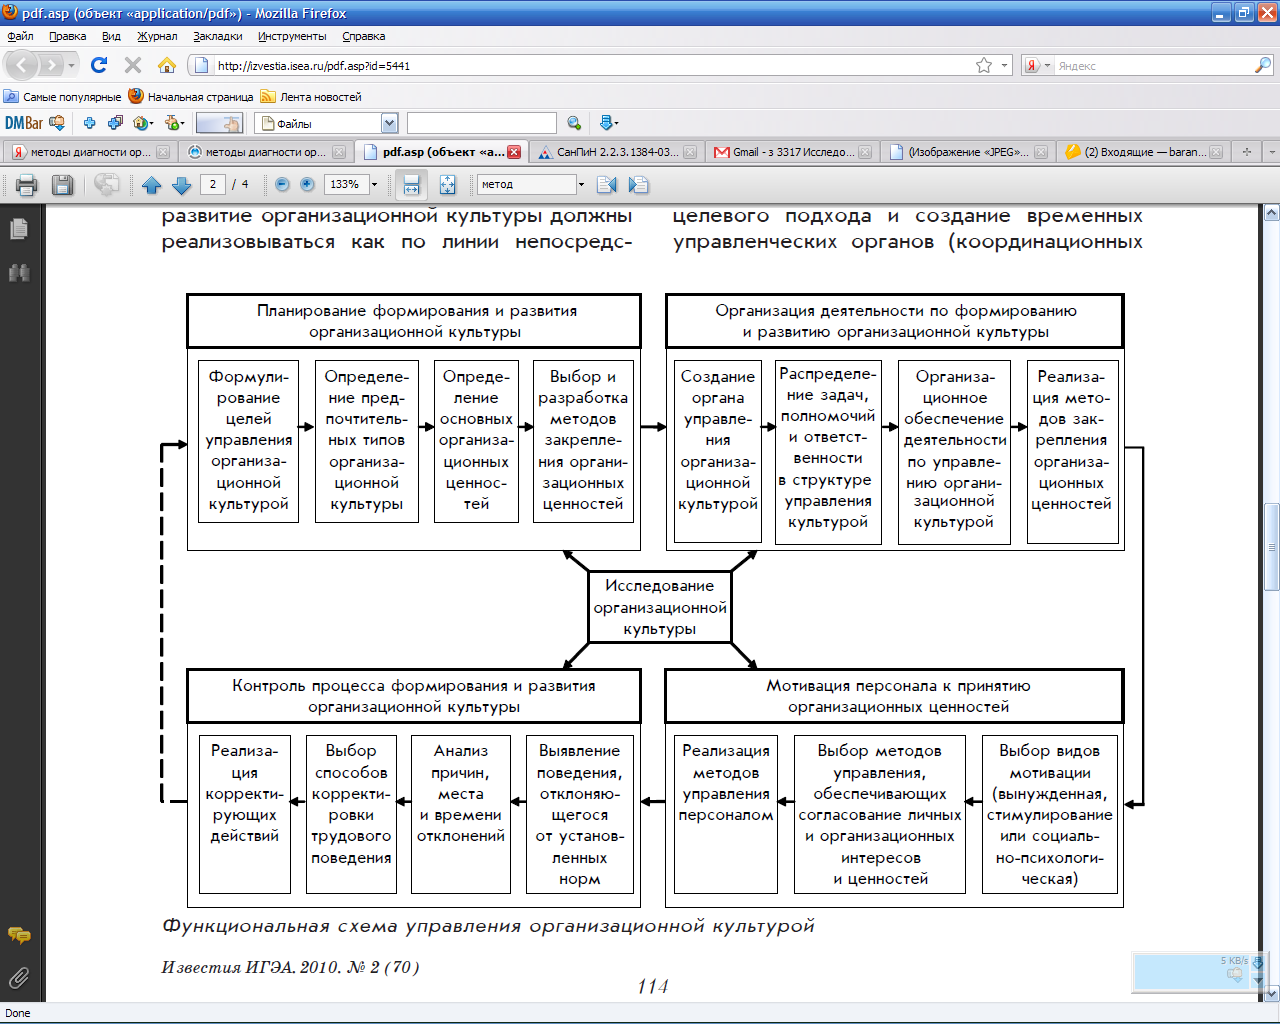 pdf.asp (объект «application/pdf») - Mozilla Firefox
Файл Правка Вид Журнал Закладки Инструменты Справка
http://izvestia.isea.ru/pdf.asp?id=5441
Яндекс
Самые популярные Начальная страница Лента новостей
DMBar Файлы
методы диагности ор...
методы диагности ор...
pdf.asp (объект «а...
СанПиН 2.2.3.1384-03...
Gmail - з 3317 Исследо...
(Изображение «JPEG»...
(2) Входящие — baran...
2 / 4 133% метод
развитие организационной культуры должны
реализовываться как по линии непосредс-
целевого подхода и создание временных
управленческих органов (координационных
Планирование формирования и развития
организационной культуры
Формули-
рование
целей
управления
организа-
ционной
культурой
Определе-
ние пред-
почтитель-
ных типов
организа-
ционной
культуры
Опреде-
ление
основных
организа-
ционных
ценнос-
тей
Выбор и
разработка
методов
закрепле-
ния органи-
зационных
ценностей
Организация деятельности по формированию
и развитию организационной культуры
Создание
органа
управле-
ния
организа-
ционной
культурой
Распределе-
ние задач,
полномочий
и ответст-
венности
в структуре
управления
культурой
Организа-
ционное
обеспечение
деятельности
по управле-
нию органи-
зационной
культурой
Реализа-
ция мето-
дов зак-
репления
организа-
ционных
ценностей
Исследование
организационной
культуры
Контроль процесса формирования и развития
организационной культуры
Реализа-
ция
корректи-
рующих
действий
Выбор
способов
корректи-
ровки
трудового
поведения
Анализ
причин,
места
и времени
отклонений
Выявление
поведения,
отклоняю-
щегося
от установ-
ленных
норм
Мотивация персонала к принятию
организационных ценностей
Реализация
методов
управления
персоналом
Выбор методов
управления,
обеспечивающих
согласование личных
и организационных
интересов
и ценностей
Выбор видов
мотивации
(вынужденная,
стимулирование
или социаль-
но-психологи-
ческая)
Функциональная схема управления организационной культурой
Известия ИГЭА. 2010. № 2 (70)
114
5 KB/s
Done